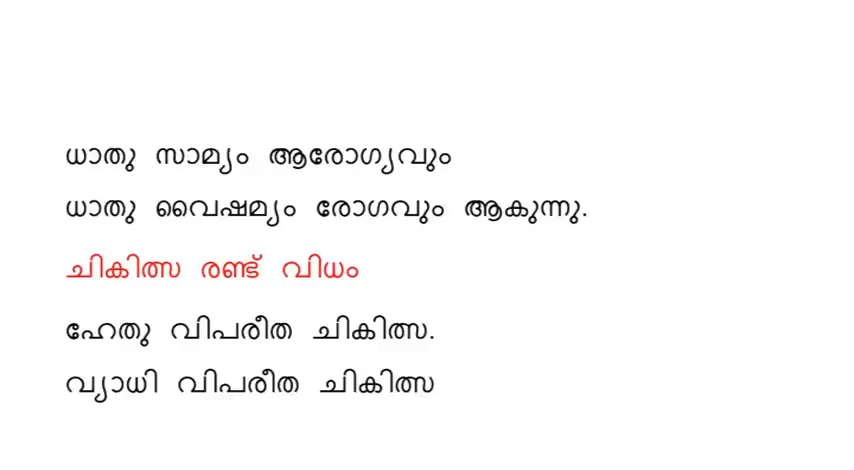 ധാതു സാമ്യം ആരോഗ്യവും
ധാതു വൈഷമ്യം രോഗവും ആകുന്നു.
ചികിത്സ രണ്ട് വിധം
ഹേതു വിപരീത ചികിത്സ.
വ്യാധി വിപരീത ചികിത്സ